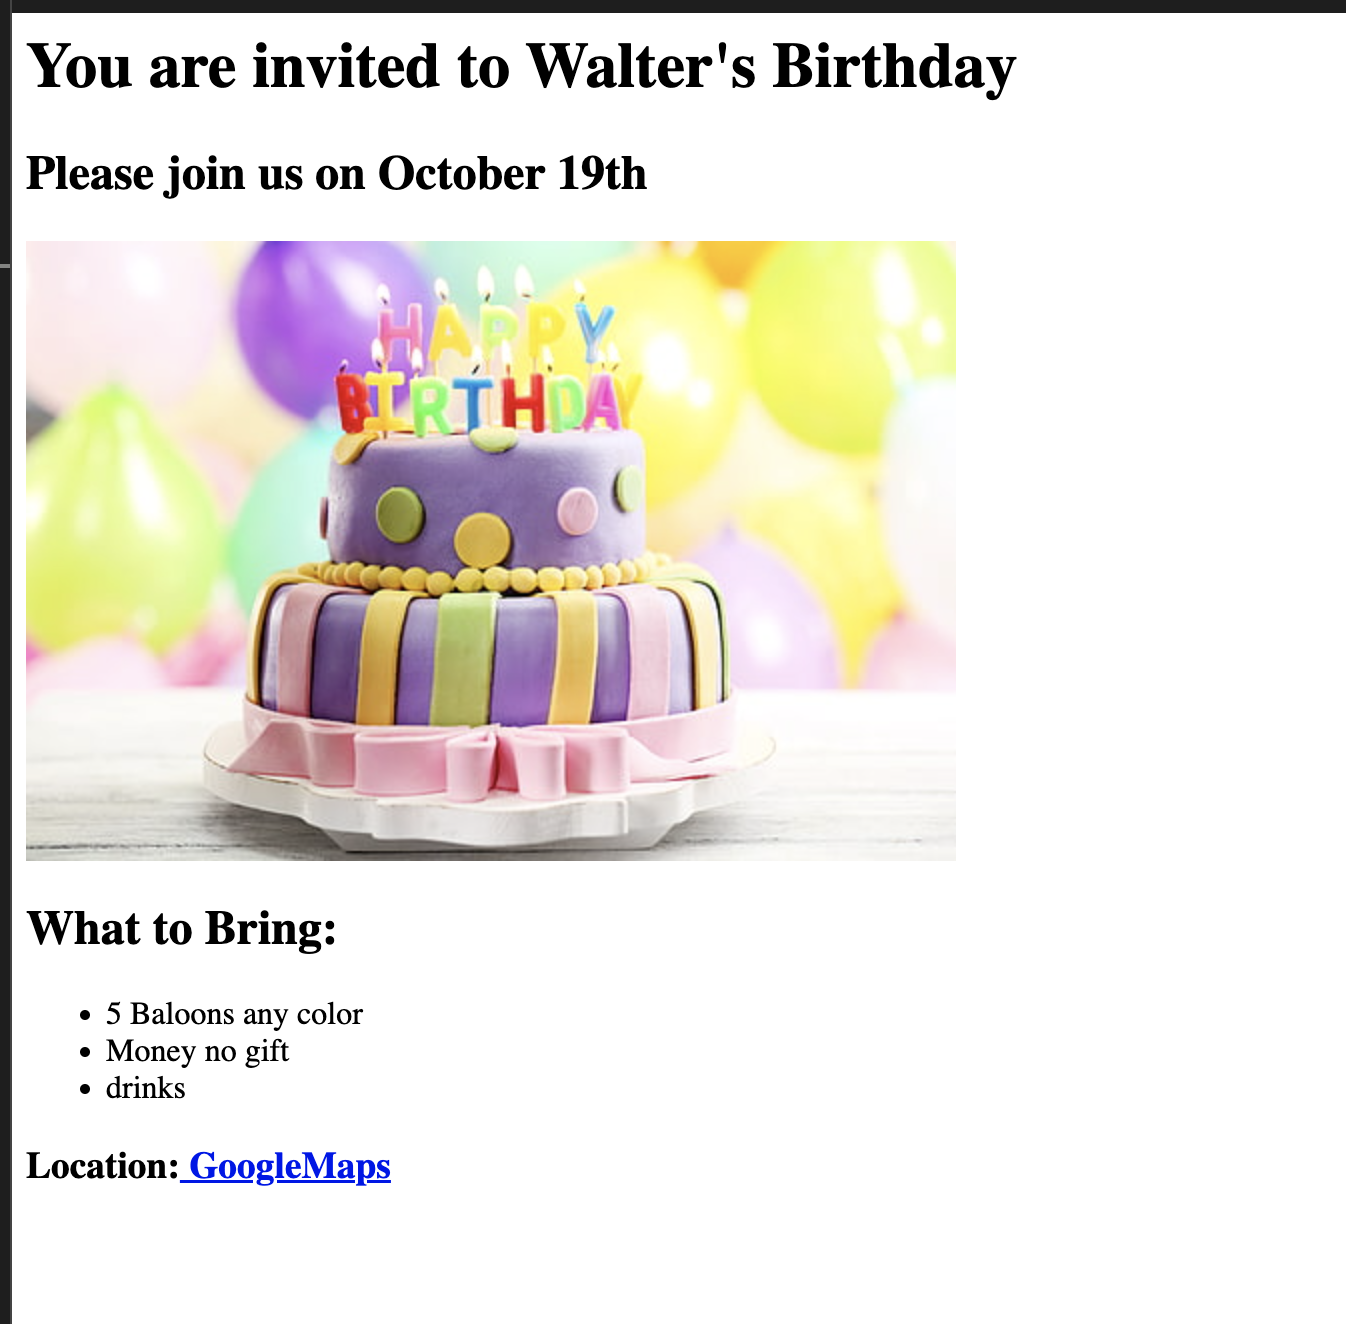 You are invited to Walter's Birthday
Please join us on October 19th
HAPPY
BIRTHDAY
What to Bring:
5 Baloons any color
Money no gift
drinks
Location: GoogleMaps